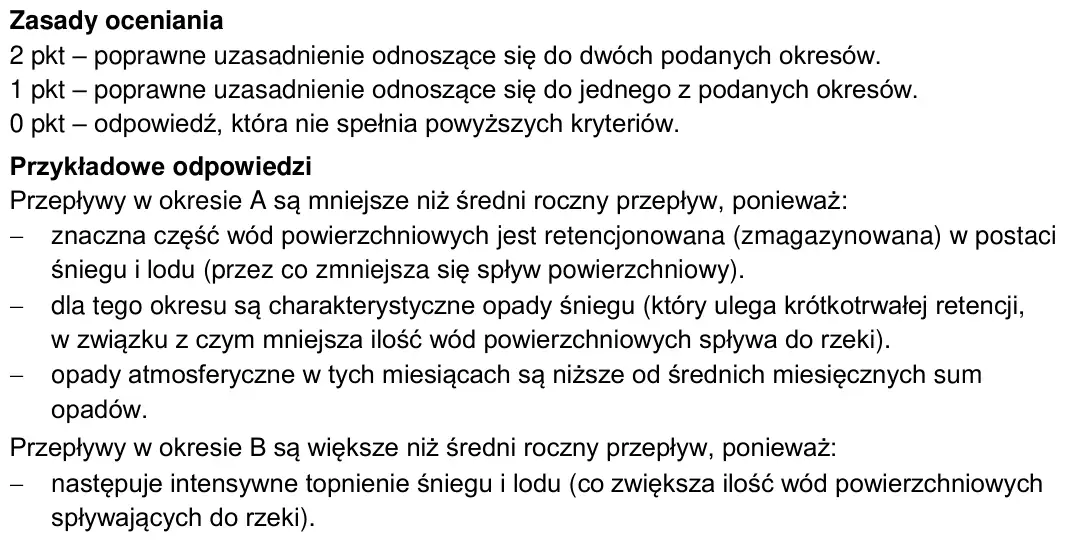 Zasady oceniania
2 pkt – poprawne uzasadnienie odnoszące się do dwóch podanych okresów.
1 pkt – poprawne uzasadnienie odnoszące się do jednego z podanych okresów.
0 pkt – odpowiedź, która nie spełnia powyższych kryteriów.
Przykładowe odpowiedzi
Przepływy w okresie A są mniejsze niż średni roczny przepływ, ponieważ:
– znaczna część wód powierzchniowych jest retencjonowana (zmagazynowana) w postaci
śniegu i lodu (przez co zmniejsza się spływ powierzchniowy).
– dla tego okresu są charakterystyczne opady śniegu (który ulega krótkotrwałej retencji,
w związku z czym mniejsza ilość wód powierzchniowych spływa do rzeki).
– opady atmosferyczne w tych miesiącach są niższe od średnich miesięcznych sum
opadów.
Przepływy w okresie B są większe niż średni roczny przepływ, ponieważ:
– następuje intensywne topnienie śniegu i lodu (co zwiększa ilość wód powierzchniowych
spływających do rzeki).